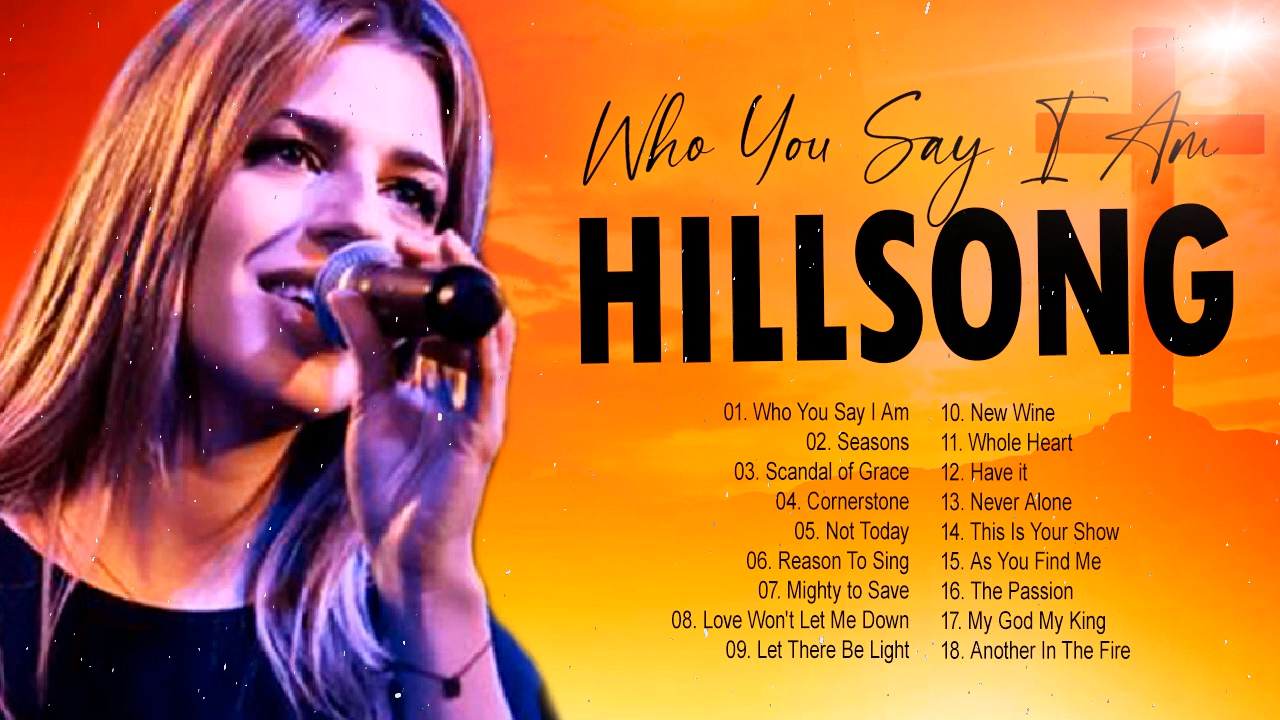 Who You Say I Am
HILLSONG
01. Who You Say I Am
02. Seasons
03. Scandal of Grace
04. Cornerstone
05. Not Today
06. Reason To Sing
07. Mighty to Save
08. Love Won't Let Me Down
09. Let There Be Light
10. New Wine
11. Whole Heart
12. Have it
13. Never Alone
14. This Is Your Show
15. As You Find Me
16. The Passion
17. My God My King
18. Another In The Fire